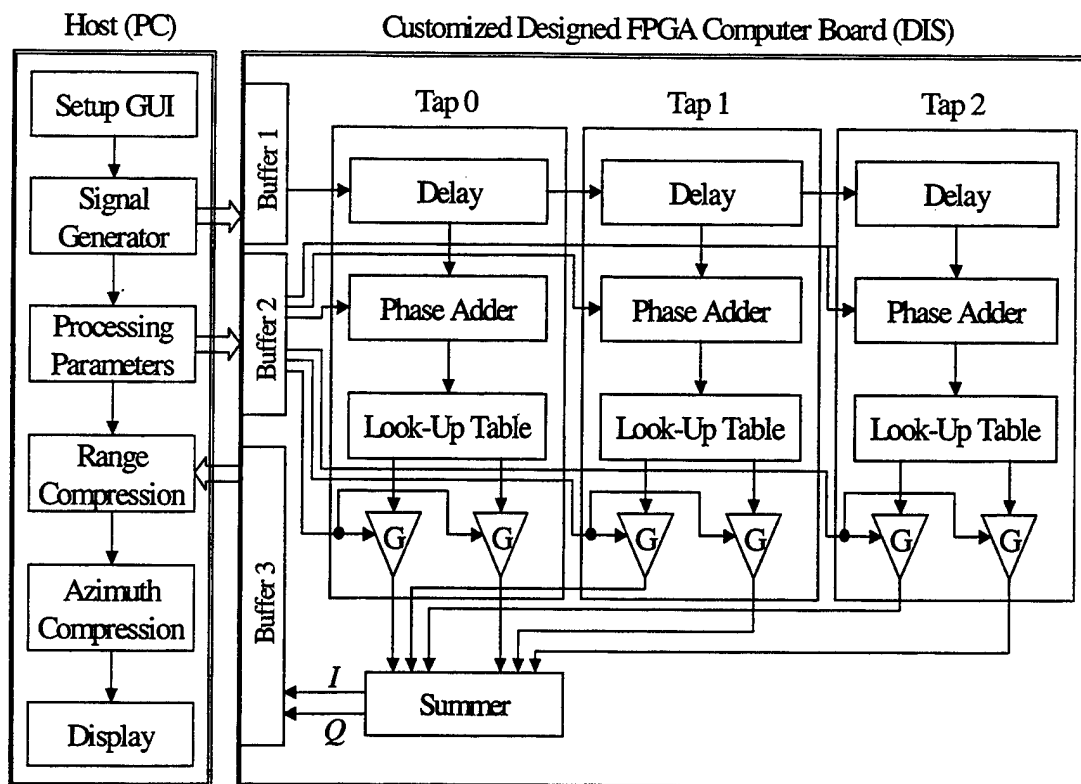 Host (PC)
Customized Designed FPGA Computer Board (DIS)
Setup GUI
Signal
Generator
Processing
Parameters
Range
Compression
Azimuth
Compression
Display
Buffer 1
Buffer 2
Buffer 3
Tap 0
Delay
Phase Adder
Look-Up Table
G
G
Tap 1
Delay
Phase Adder
Look-Up Table
G
G
Tap 2
Delay
Phase Adder
Look-Up Table
G
G
I
Q
Summer